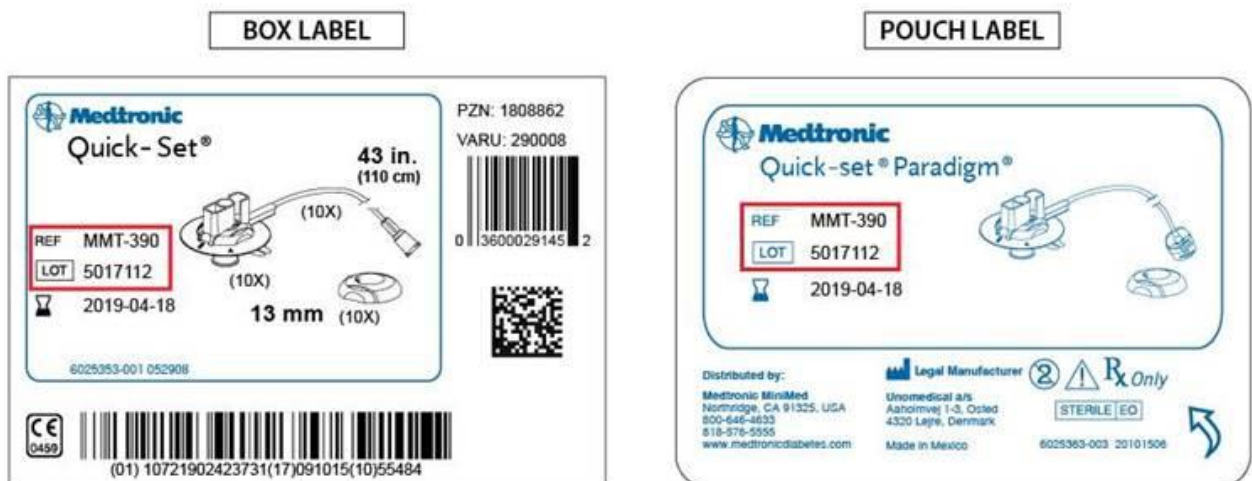 BOX LABEL
Medtronic
Quick-Set®
43 in.
(110 cm)
(10X)
REF MMT-390
LOT 5017112
(10X)
2019-04-18
13 mm (10X)
6025353-001 052908
PZN: 1808862
VARU: 290008
0 3600029145 2
CE
0459
(01) 10721902423731(17)091015(10)55484
POUCH LABEL
Medtronic
Quick-set® Paradigm®
REF MMT-390
LOT 5017112
2019-04-18
Distributed by:
Medtronic MiniMed
Northridge, CA 91325, USA
800-646-4633
818-576-5555
www.medtronicdiabetes.com
Legal Manufacturer
Unomedical a/s
Aaholmvej 1-3, Osted
4320 Lejre, Denmark
Made in Mexico
2
Rx Only
STERILE EO
6025363-003 20101506